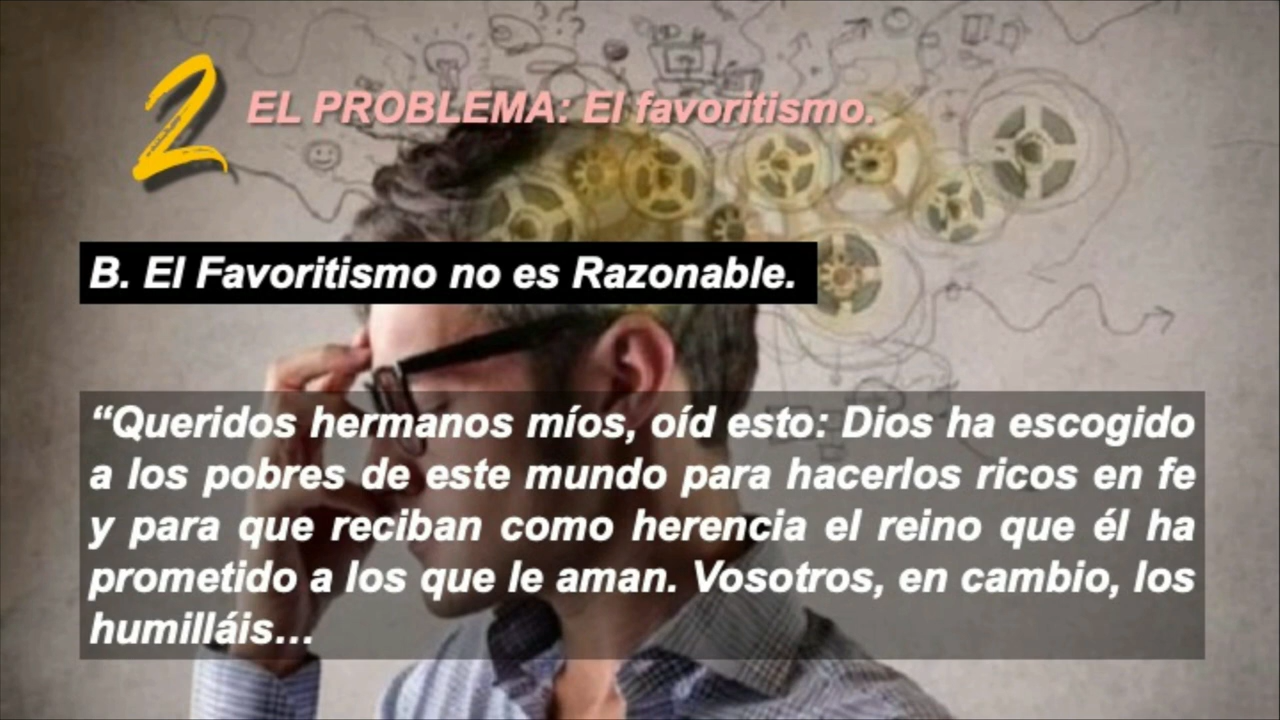 2
EL PROBLEMA: El favoritismo.
B. El Favoritismo no es Razonable.
“Queridos hermanos míos, oíd esto: Dios ha escogido
a los pobres de este mundo para hacerlos ricos en fe
y para que reciban como herencia el reino que él ha
prometido a los que le aman. Vosotros, en cambio, los
humilláis...